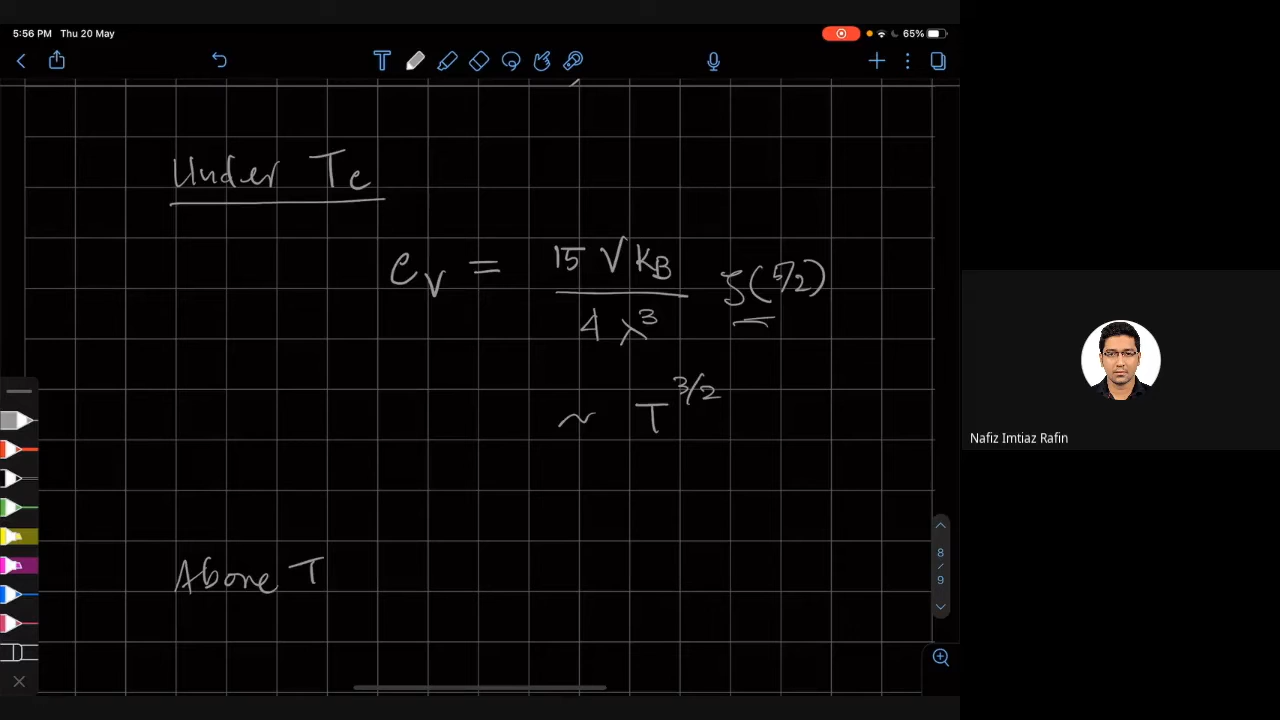 5:56 PM Thu 20 May
65%
Under Tc
Cv = 15 V kB / 4 λ³ ζ(5/2)
~ T^3/2
Above T
8 / 9
Nafiz Imtiaz Rafin